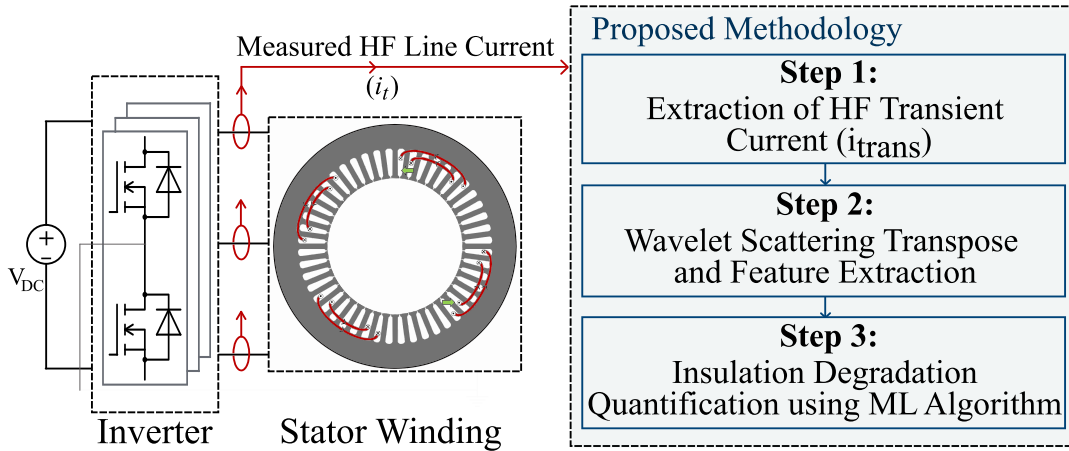 Measured HF Line Current
(i_t)
V_DC
Inverter
Stator Winding
Proposed Methodology
Step 1:
Extraction of HF Transient
Current (i_trans)
Step 2:
Wavelet Scattering Transpose
and Feature Extraction
Step 3:
Insulation Degradation
Quantification using ML Algorithm